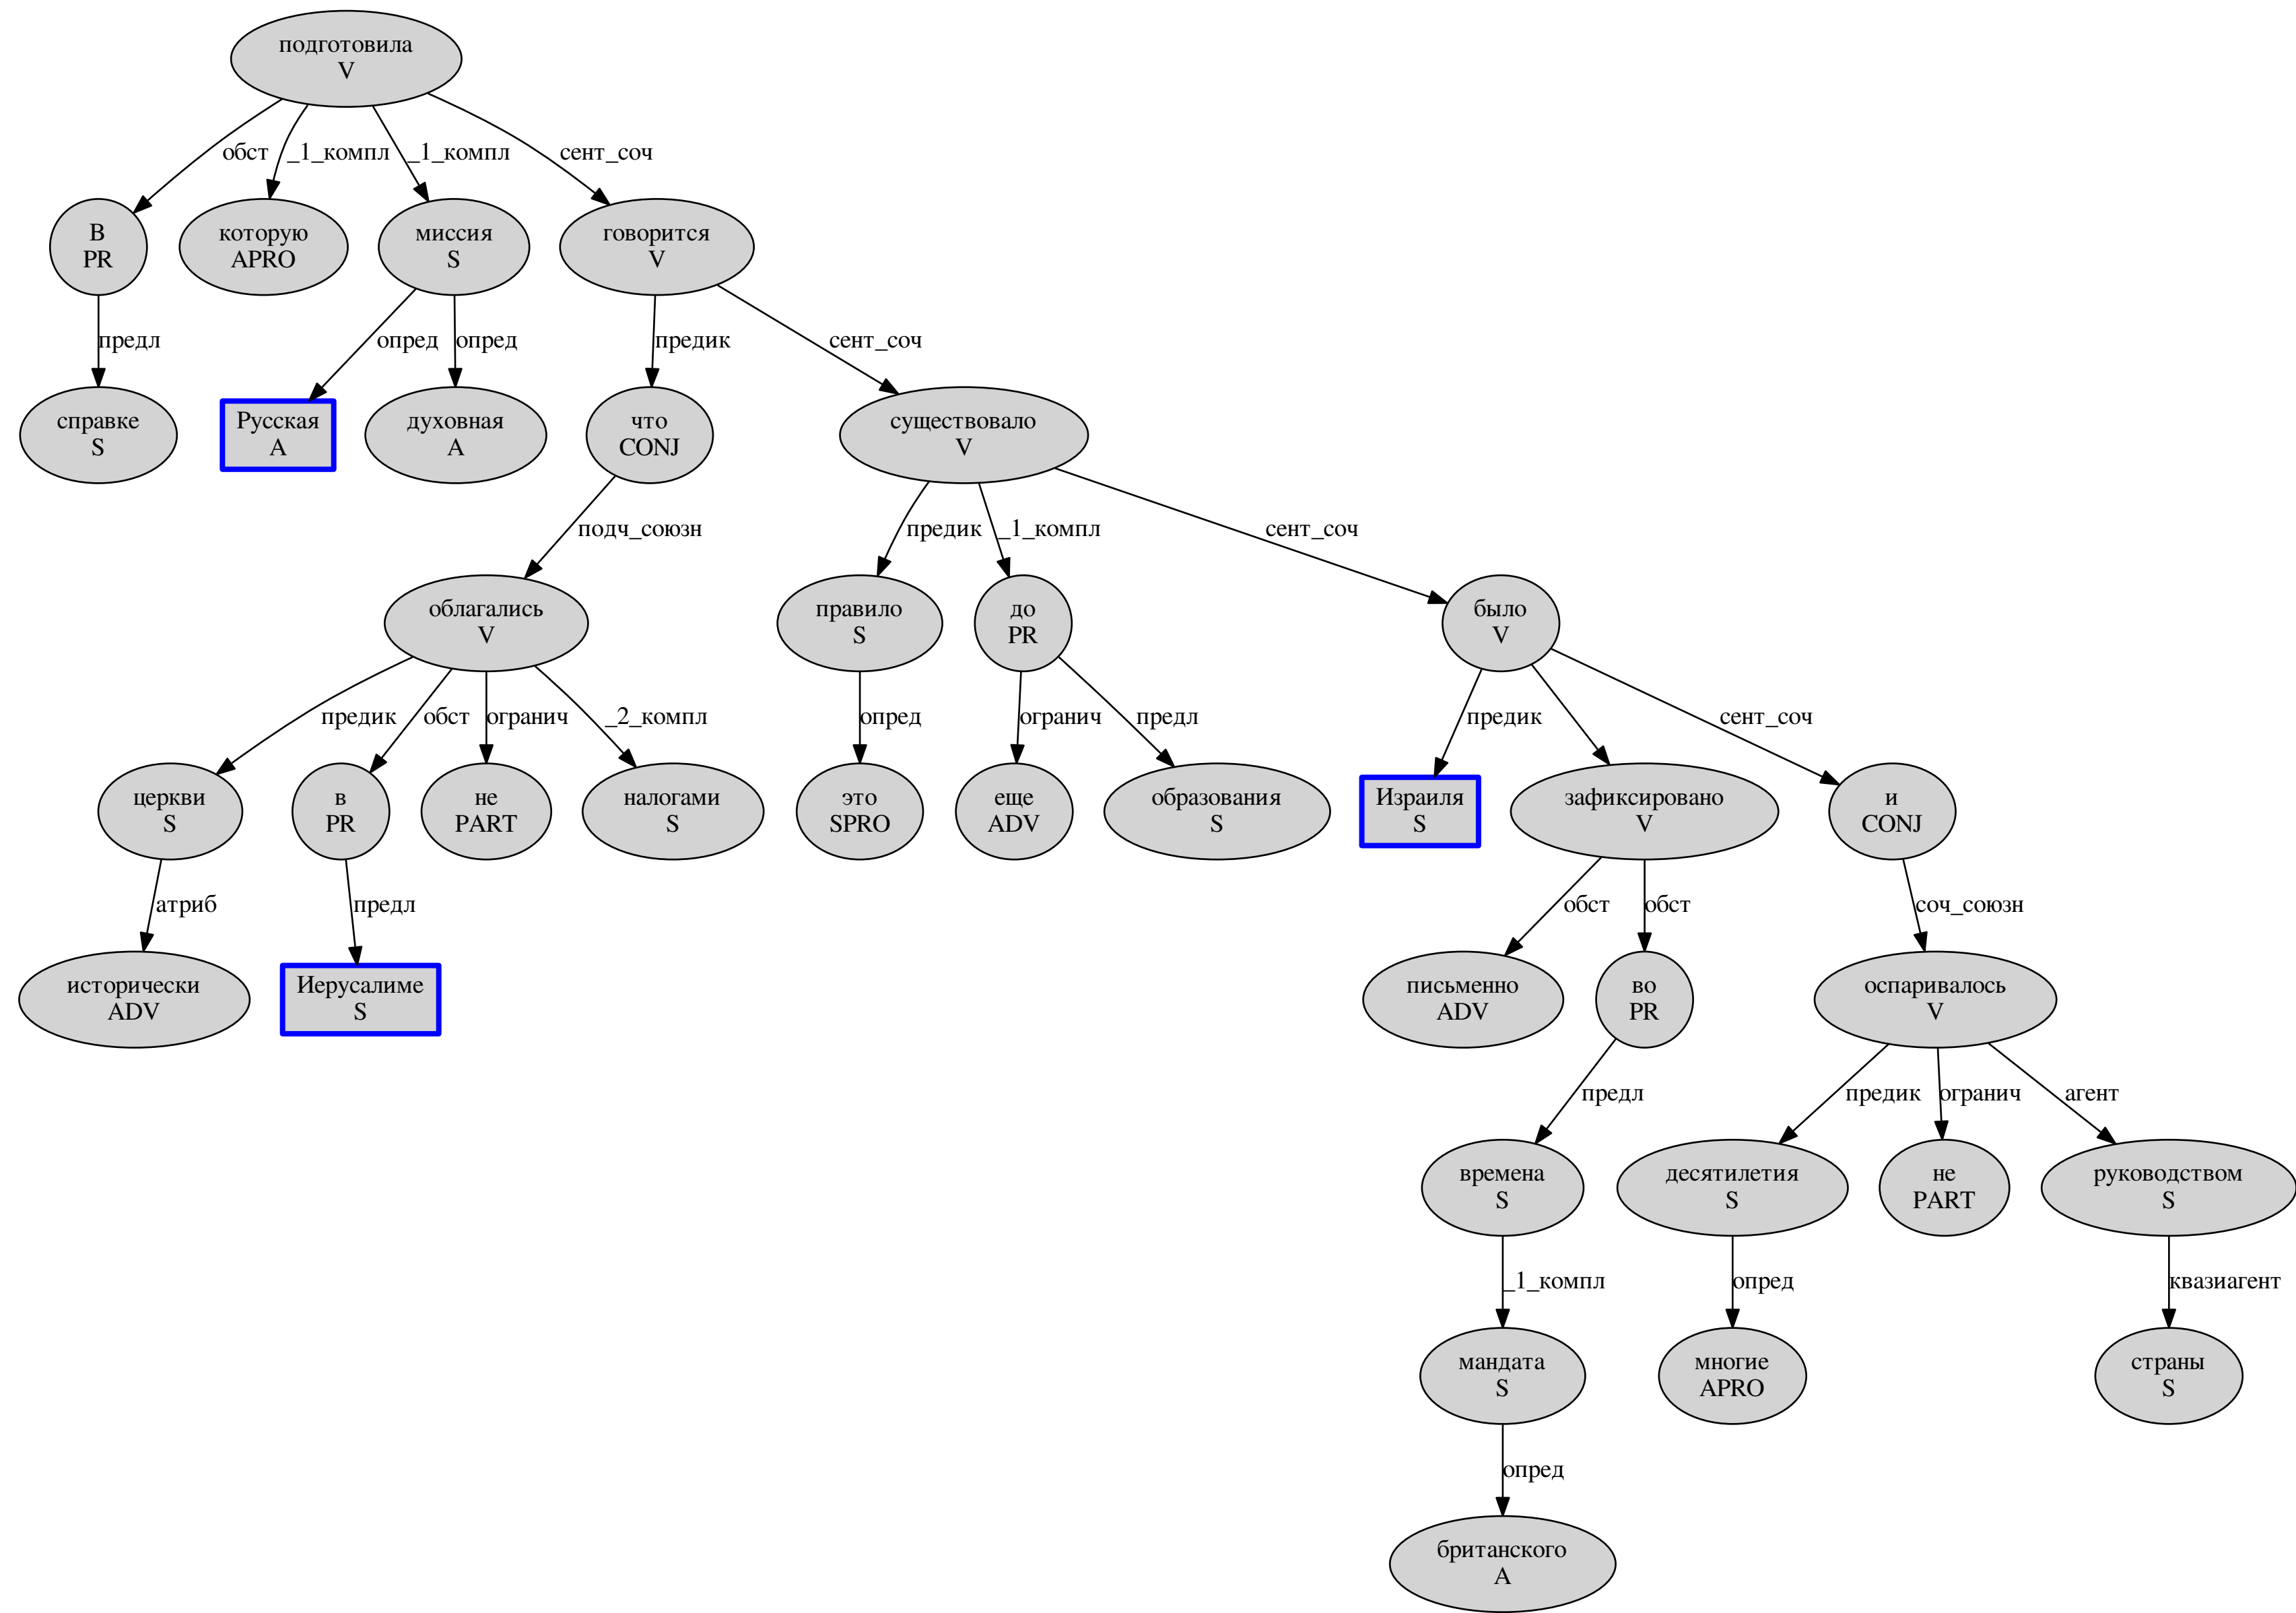 подготовила
V
обст
_1_компл
_1_компл
сент_соч
В
PR
которую
APRO
миссия
S
говорится
V
предл
опред
опред
предик
сент_соч
справке
S
Русская
A
духовная
A
что
CONJ
существовало
V
подч_союзн
предик
_1_компл
сент_соч
облагались
V
правило
S
до
PR
было
V
предик
обст
огранич
_2_компл
опред
огранич
предл
предик
сент_соч
церкви
S
в
PR
не
PART
налогами
S
это
SPRO
еще
ADV
образования
S
Израиля
S
зафиксировано
V
и
CONJ
атриб
предл
обст
обст
соч_союзн
исторически
ADV
Иерусалиме
S
письменно
ADV
во
PR
оспаривалось
V
предл
предик
огранич
агент
времена
S
десятилетия
S
не
PART
руководством
S
_1_компл
опред
квазиагент
мандата
S
многие
APRO
страны
S
опред
британского
A